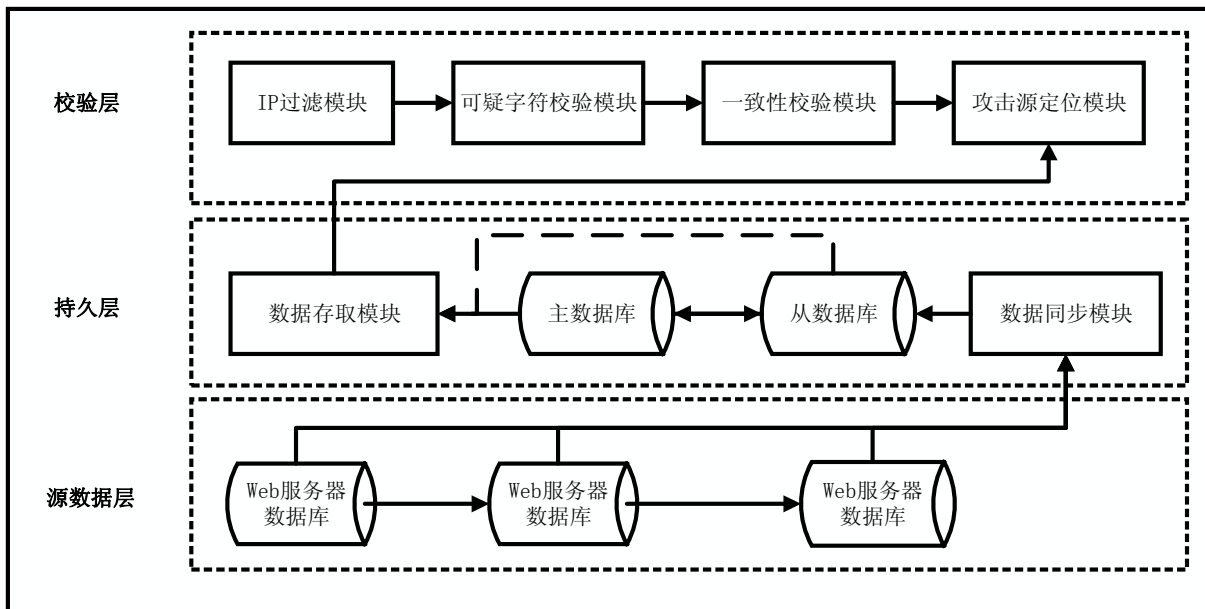 校验层
IP过滤模块
可疑字符校验模块
一致性校验模块
攻击源定位模块
持久层
数据存取模块
主数据库
从数据库
数据同步模块
源数据层
Web服务器
数据库
Web服务器
数据库
Web服务器
数据库